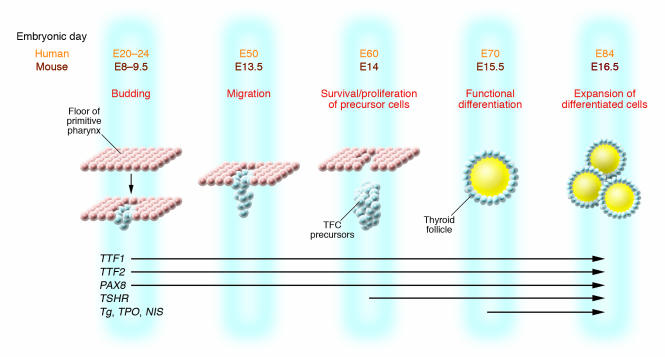 Embryonic day
Human E20–24 E50 E60 E70 E84
Mouse E8–9.5 E13.5 E14 E15.5 E16.5
Budding Migration Survival/proliferation of precursor cells Functional differentiation Expansion of differentiated cells
Floor of
primitive
pharynx
TFC
precursors
Thyroid
follicle
TTF1
TTF2
PAX8
TSHR
Tg, TPO, NIS